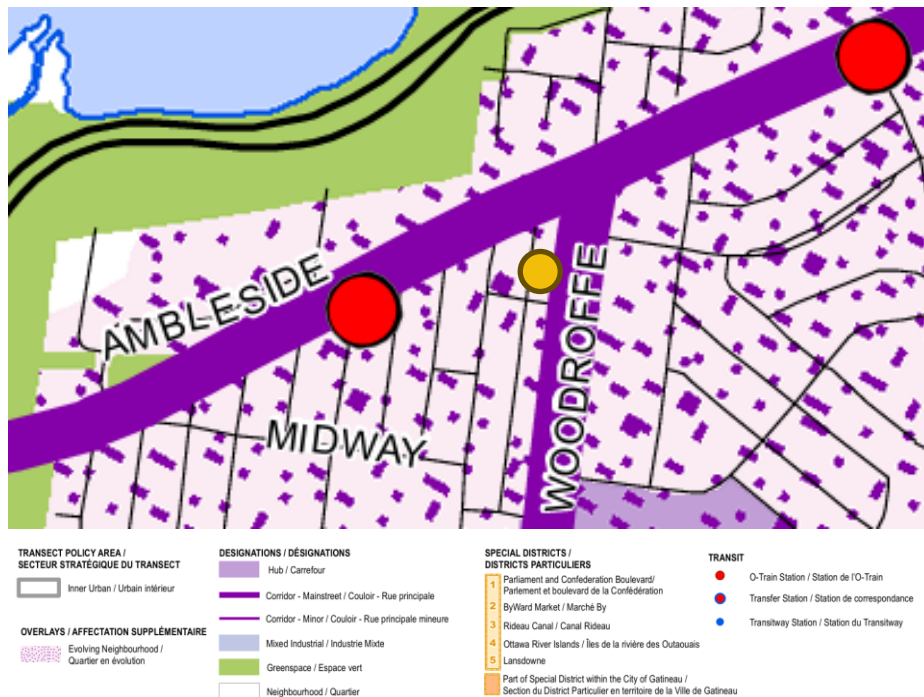 AMBLESIDE
MIDWAY
WOODROFFE
TRANSECT POLICY AREA /
SECTEUR STRATÉGIQUE DU TRANSECT
Inner Urban / Urbain intérieur
OVERLAYS / AFFECTATION SUPPLÉMENTAIRE
Evolving Neighbourhood /
Quartier en évolution
DESIGNATIONS / DÉSIGNATIONS
Hub / Carrefour
Corridor - Mainstreet / Couloir - Rue principale
Corridor - Minor / Couloir - Rue principale mineure
Mixed Industrial / Industrie Mixte
Greenspace / Espace vert
Neighbourhood / Quartier
SPECIAL DISTRICTS /
DISTRICTS PARTICULIERS
1 Parliament and Confederation Boulevard/
Parlement et boulevard de la Confédération
2 ByWard Market / Marché By
3 Rideau Canal / Canal Rideau
4 Ottawa River Islands / Îles de la rivière des Outaouais
5 Lansdowne
Part of Special District within the City of Gatineau /
Section du District Particulier en territoire de la Ville de Gatineau
TRANSIT
O-Train Station / Station de l'O-Train
Transfer Station / Station de correspondance
Transitway Station / Station du Transitway